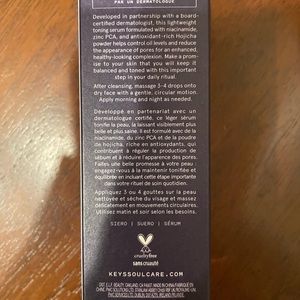 PAR UN DERMATOLOGUE
Developed in partnership with a board-
certified dermatologist, this lightweight
toning serum formulated with niacinamide,
zinc PCA, and antioxidant-rich Hojicha
powder helps control oil levels and reduce
the appearance of pores for an enhanced,
healthy-looking complexion. Make a prom-
ise to your skin that you will keep it
balanced and toned with this important
step in your daily ritual.
After cleansing, massage 3-4 drops onto
dry face with a gentle, circular motion.
Apply morning and night as needed.
Développé en partenariat avec un
dermatologue certifié, ce léger sérum
tonifie la peau, la laissant visiblement plus
belle et plus saine. Il est formulé avec de la
niacinamide, du zinc PCA et de la poudre
de hojicha, riche en antioxydants, qui
contribuent à réguler le production de
sébum et à réduire l'apparence des pores.
Faites une belle promesse à votre peau :
engagez-vous à la maintenir tonifiée et
équilibrée en incluant cette étape importante
dans votre rituel de soin quotidien.
Appliquez 3 ou 4 gouttes sur la peau
nettoyée et sèche du visage et massez
délicatement en mouvements circulaires.
Utilisez matin et soir selon les besoins.
SIERO | SUERO | SÉRUM
crueltyfree
sans cruauté
KEYSSOULCARE.COM